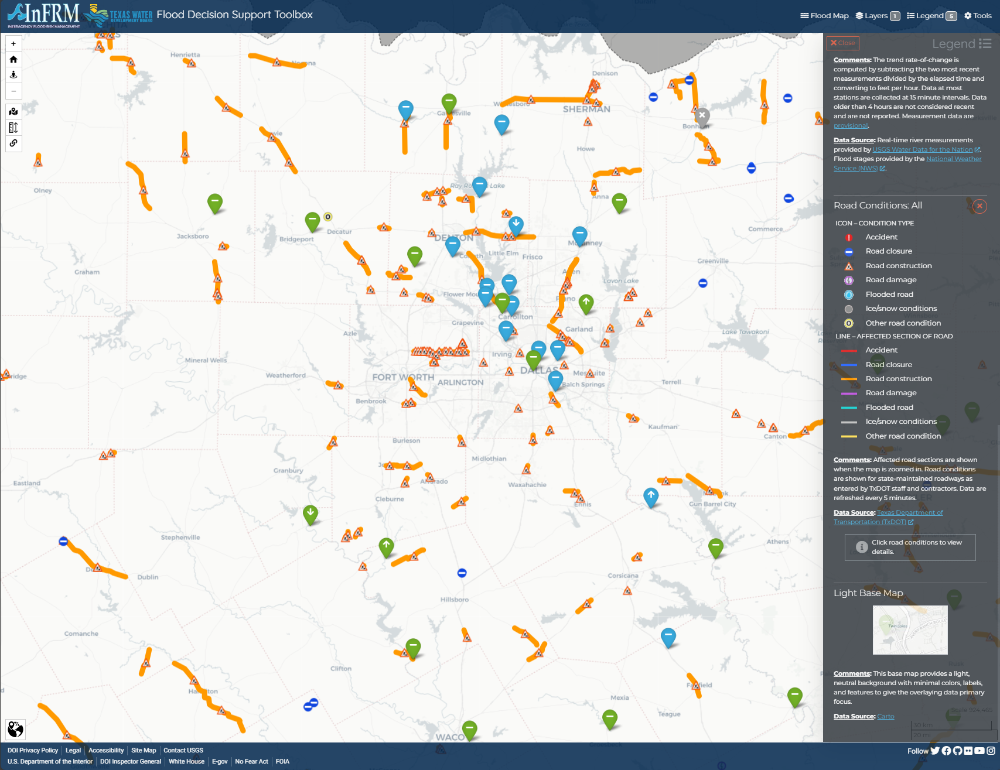 InFRM
INTERAGENCY FLOOD RISK MANAGEMENT
TEXAS WATER
DEVELOPMENT BOARD
Flood Decision Support Toolbox
Flood Map
Layers 1
Legend 5
Tools
Close
Legend
Comments: The trend rate-of-change is
computed by subtracting the two most recent
measurements divided by the elapsed time and
converting to feet per hour. Data at most
stations are collected at 15 minute intervals. Data
older than 4 hours are not considered recent
and are not reported. Measurement data are
provisional.
Data Source: Real-time river measurements
provided by USGS Water Data for the Nation.
Flood stages provided by the National Weather
Service (NWS).
Road Conditions: All
ICON – CONDITION TYPE
Accident
Road closure
Road construction
Road damage
Flooded road
Ice/snow conditions
Other road condition
LINE – AFFECTED SECTION OF ROAD
Accident
Road closure
Road construction
Road damage
Flooded road
Ice/snow conditions
Other road condition
Comments: Affected road sections are shown
when the map is zoomed in. Road conditions
are shown for state-maintained roadways as
entered by TxDOT staff and contractors. Data are
refreshed every 5 minutes.
Data Source: Texas Department of
Transportation (TxDOT)
Click road conditions to view
details.
Light Base Map
Twin Lakes
Comments: This base map provides a light,
neutral background with minimal colors, labels,
and features to give the overlaying data primary
focus.
Data Source: Carto
Scale 924,465
30 km
20 mi
Henrietta
Denison
SHERMAN
Howe
Olney
Anna
Jacksboro
Bridgeport
Decatur
Commerce
DENTON
Little Elm
Frisco
Greenville
Graham
Lavon Lake
Carrollton
Grapevine
Garland
Azle
Lake Tawakoni
Mineral Wells
Irving
Weatherford
FORT WORTH
ARLINGTON
DALLAS
Balch Springs
Terrell
Benbrook
Kaufman
Canton
Burleson
Midlothian
Granbury
Eastland
Waxahachie
Cleburne
Ennis
Gun Barrel City
Stephenville
Athens
Dublin
Corsicana
Hillsboro
Comanche
Clifton
Mexia
Teague
WACO
DOI Privacy Policy
Legal
Accessibility
Site Map
Contact USGS
U.S. Department of the Interior
DOI Inspector General
White House
E-gov
No Fear Act
FOIA
Follow